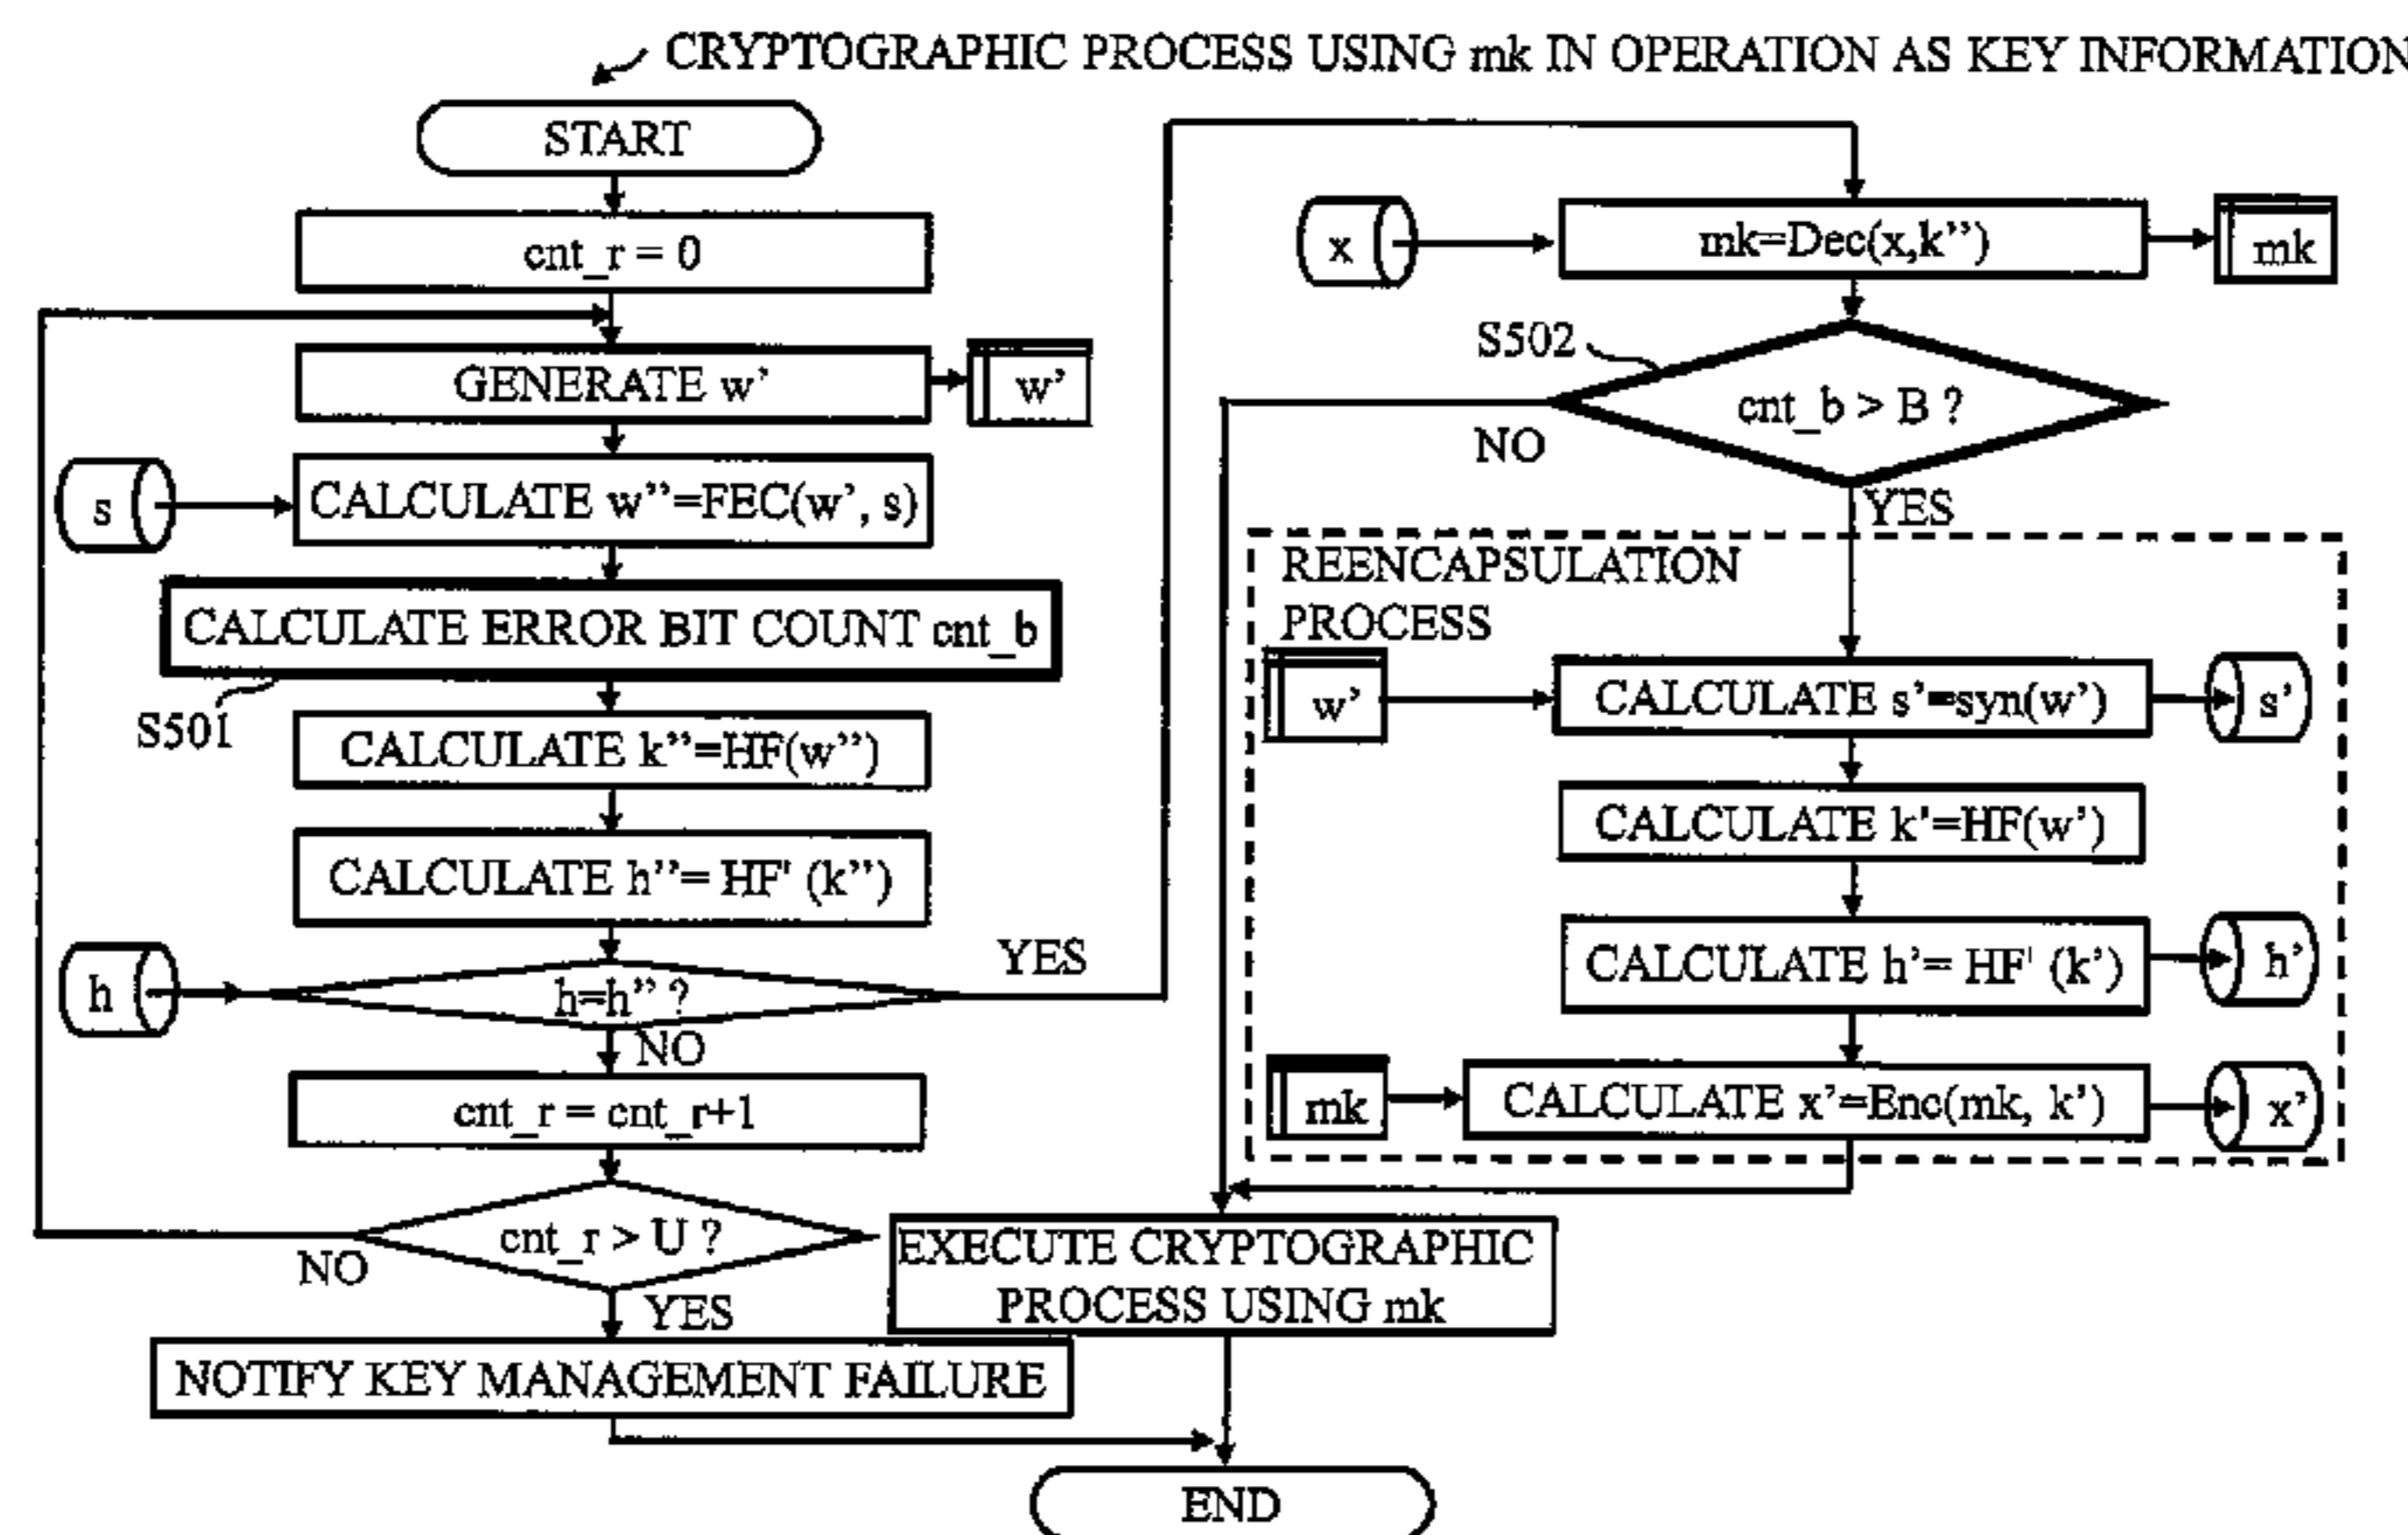 CRYPTOGRAPHIC PROCESS USING mk IN OPERATION AS KEY INFORMATION
START
cnt_r = 0
GENERATE w’
w’
s
CALCULATE w’’=FEC(w’, s)
CALCULATE ERROR BIT COUNT cnt_b
S501
CALCULATE k’’=HF(w’’)
CALCULATE h’’= HF' (k’’)
h
h=h’’ ?
YES
NO
cnt_r = cnt_r+1
cnt_r > U ?
NO
YES
NOTIFY KEY MANAGEMENT FAILURE
x
mk=Dec(x,k’’)
mk
S502
cnt_b > B ?
NO
YES
REENCAPSULATION
PROCESS
w’
CALCULATE s’=syn(w’)
s’
CALCULATE k’=HF(w’)
CALCULATE h’= HF' (k’)
h’
mk
CALCULATE x’=Enc(mk, k’)
x’
EXECUTE CRYPTOGRAPHIC
PROCESS USING mk
END